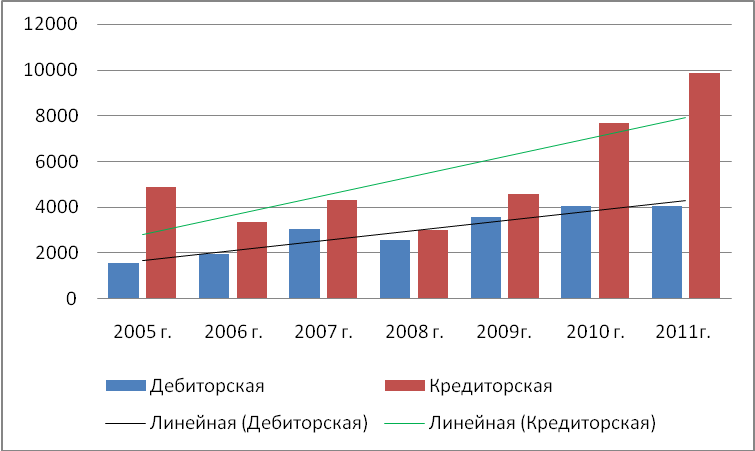 12000
10000
8000
6000
4000
2000
0
2005 г. 2006 г. 2007 г. 2008 г. 2009г. 2010 г. 2011г.
Дебиторская Кредиторская
Линейная (Дебиторская) Линейная (Кредиторская)